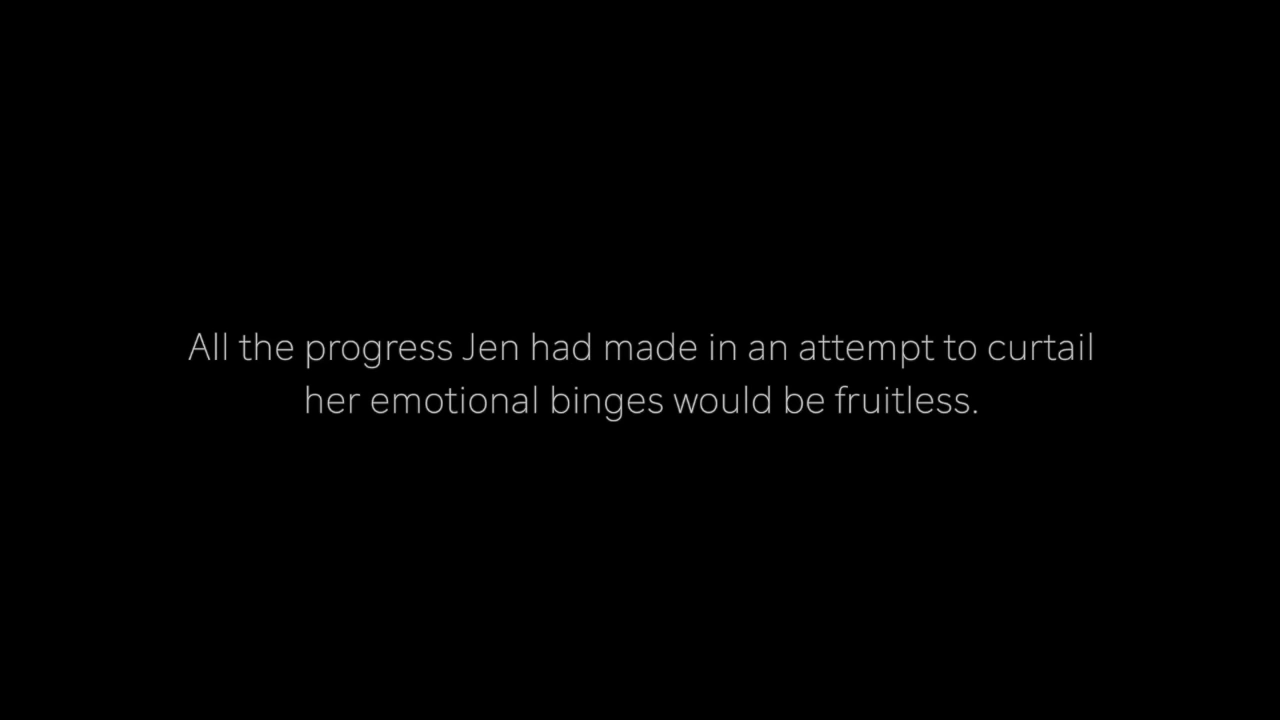 All the progress Jen had made in an attempt to curtail
her emotional binges would be fruitless.